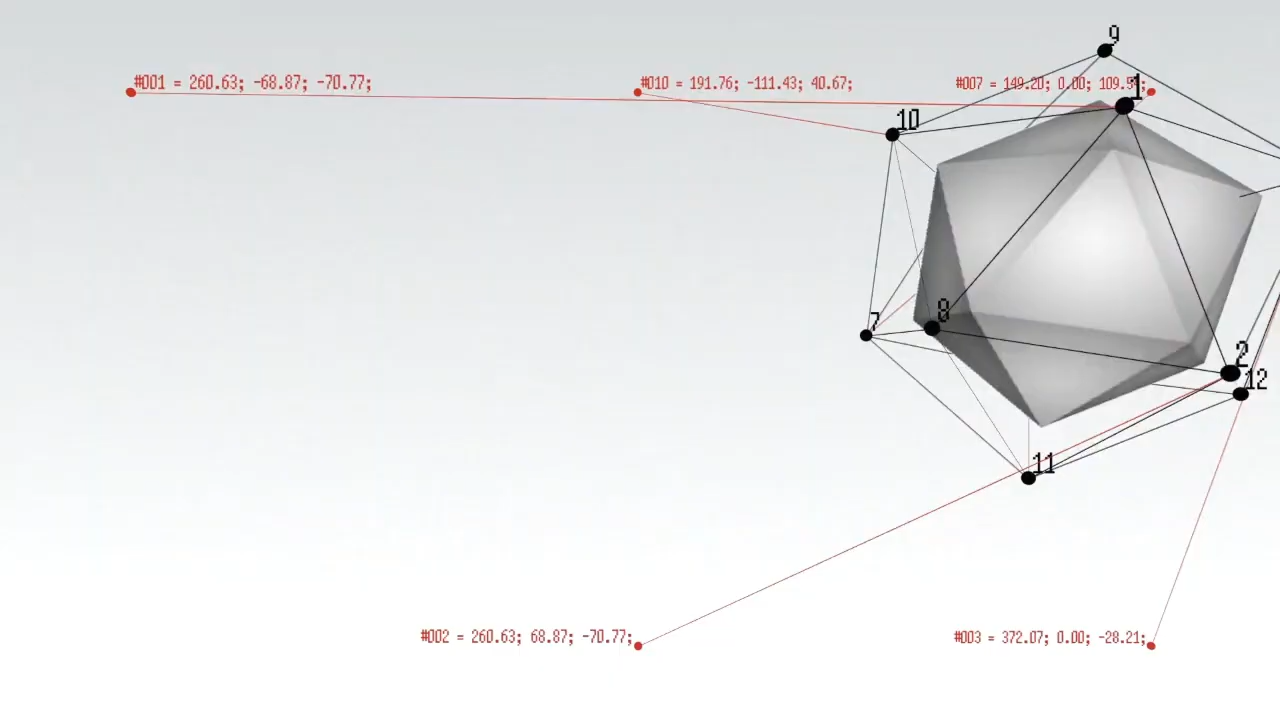 9
#001 = 260.63; -68.87; -70.77;
#010 = 191.76; -111.43; 40.67;
#007 = 149.20; 0.00; 109.54;
1
10
8
7
2
12
11
#002 = 260.63; 68.87; -70.77;
#003 = 372.07; 0.00; -28.21;